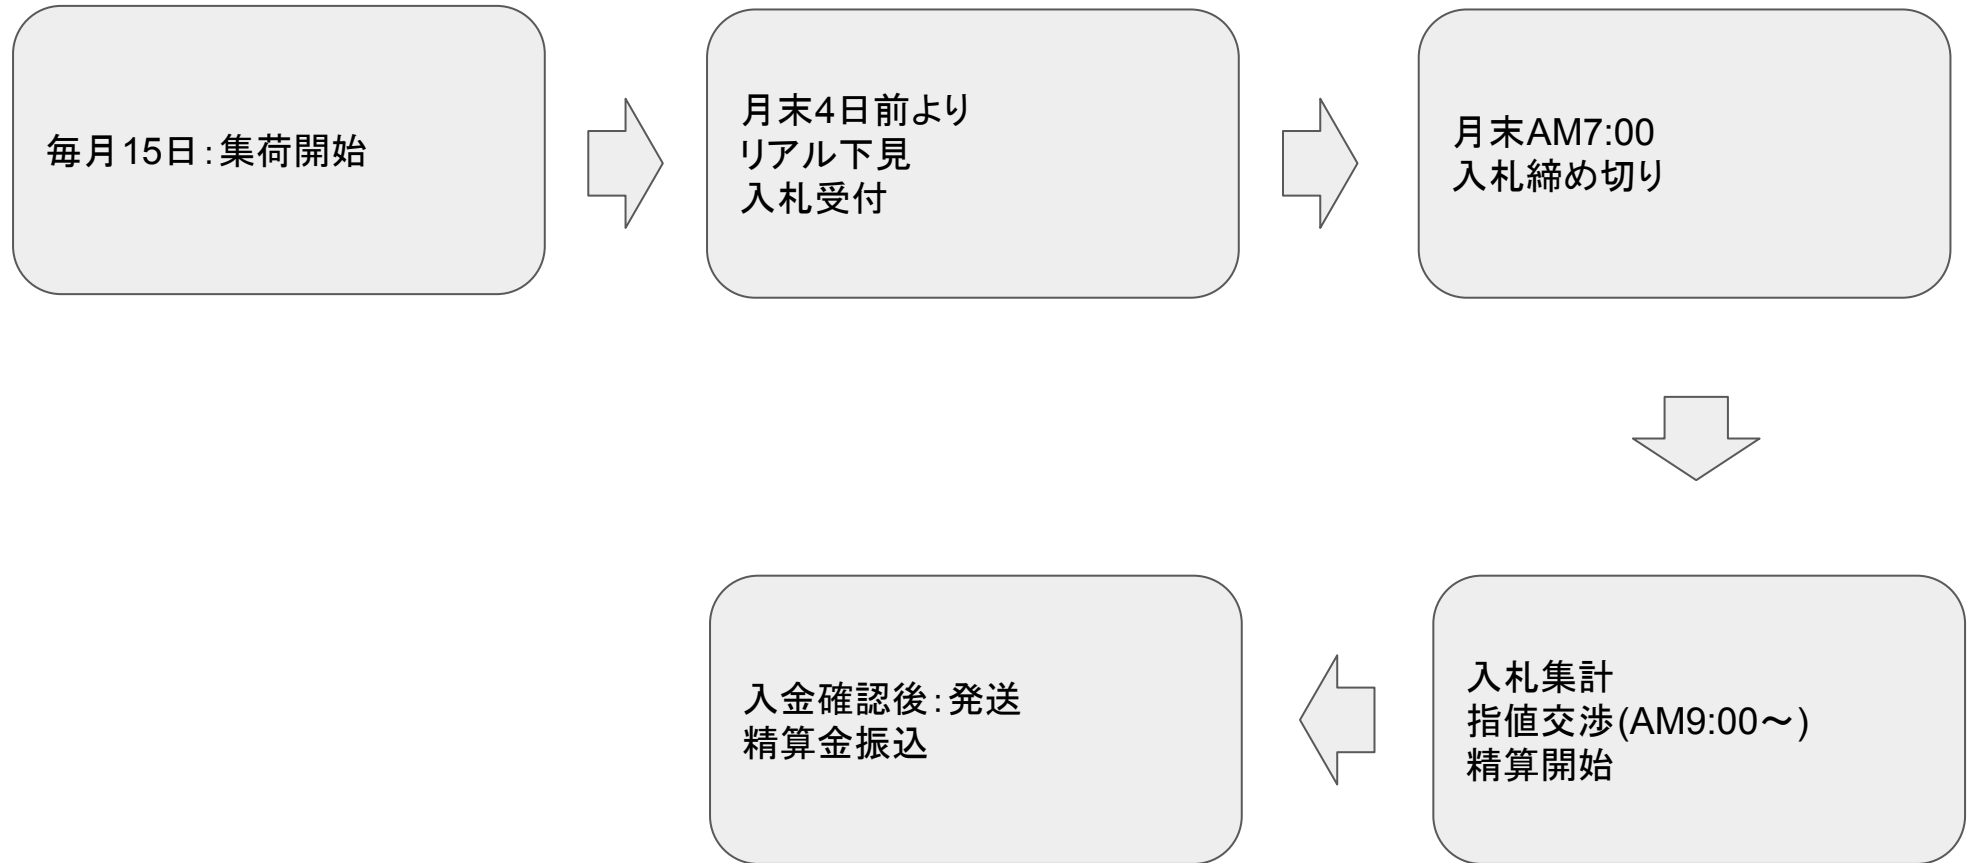 毎月15日：集荷開始
月末4日前より
リアル下見
入札受付
月末AM7:00
入札締め切り
入札集計
指値交渉(AM9:00〜)
精算開始
入金確認後：発送
精算金振込